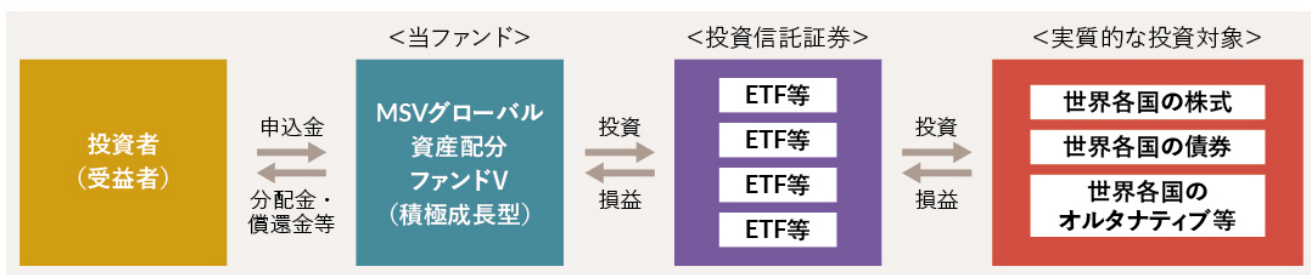 <当ファンド>
<投資信託証券>
<実質的な投資対象>
投資者
(受益者)
申込金
分配金・
償還金等
MSVグローバル
資産配分
ファンドV
(積極成長型)
投資
損益
ETF等
ETF等
ETF等
ETF等
投資
損益
世界各国の株式
世界各国の債券
世界各国の
オルタナティブ等